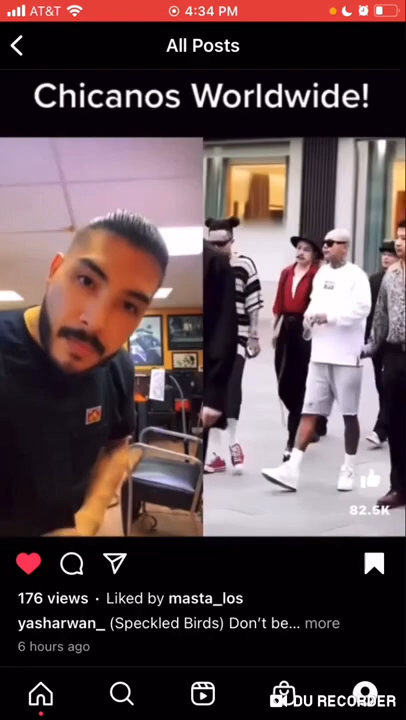 AT&T
4:34 PM
All Posts
Chicanos Worldwide!
82.5K
176 views · Liked by masta_los
yasharwan_ (Speckled Birds) Don't be... more
6 hours ago
DU RECORDER